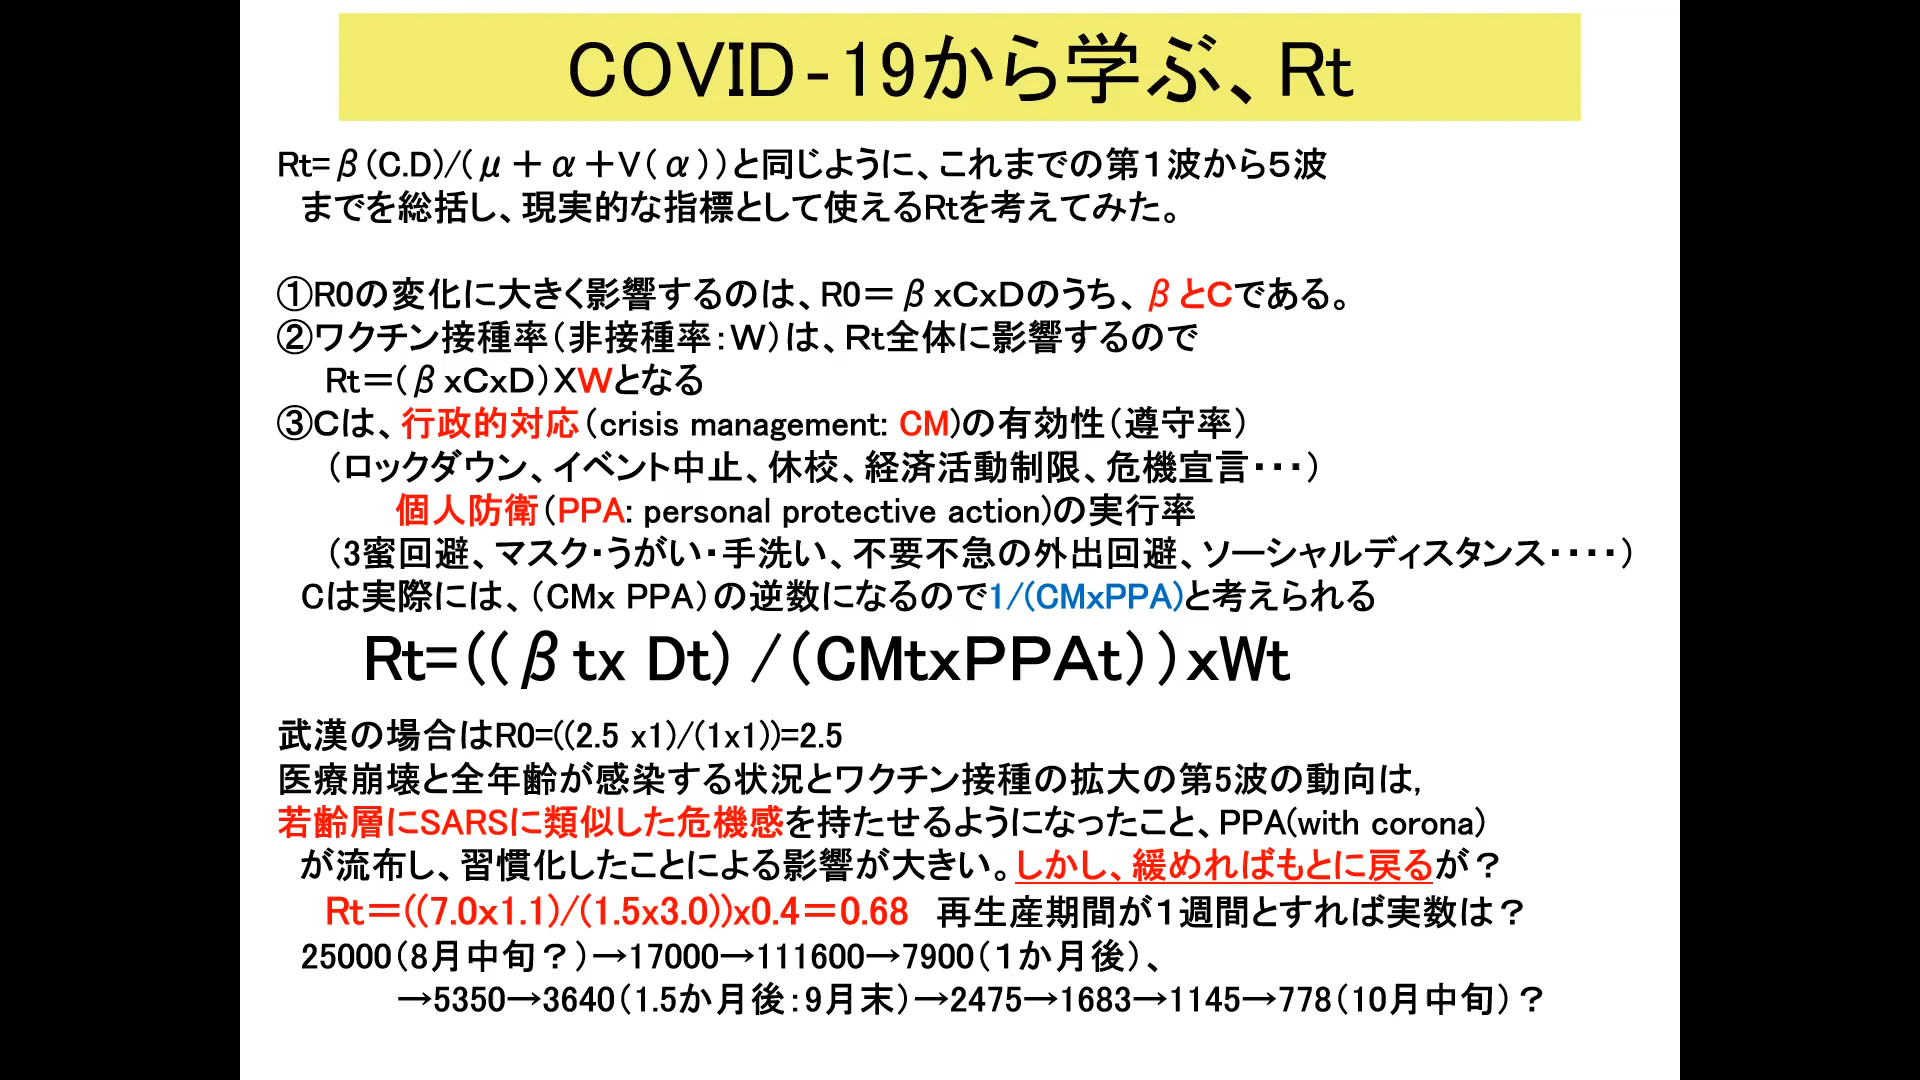 COVID-19から学ぶ、Rt
Rt=β(C.D)/(μ＋α＋V(α))と同じように、これまでの第１波から５波
までを総括し、現実的な指標として使えるRtを考えてみた。
①R0の変化に大きく影響するのは、R0＝βxCxDのうち、βとCである。
②ワクチン接種率（非接種率：W）は、Rt全体に影響するので
Rt＝（βxCxD）XWとなる
③Cは、行政的対応（crisis management: CM)の有効性（遵守率）
（ロックダウン、イベント中止、休校、経済活動制限、危機宣言・・・）
個人防衛（PPA: personal protective action)の実行率
（3蜜回避、マスク・うがい・手洗い、不要不急の外出回避、ソーシャルディスタンス・・・・）
Cは実際には、（CMx PPA）の逆数になるので1/(CMxPPA)と考えられる
Rt=（（βtx Dt）/（CMtxPPAt））xWt
武漢の場合はR0=((2.5 x1)/(1x1))=2.5
医療崩壊と全年齢が感染する状況とワクチン接種の拡大の第5波の動向は,
若齢層にSARSに類似した危機感を持たせるようになったこと、PPA(with corona)
が流布し、習慣化したことによる影響が大きい。しかし、緩めればもとに戻るが？
Rt＝((7.0x1.1)/(1.5x3.0))x0.4＝0.68　再生産期間が１週間とすれば実数は？
25000（8月中旬？）→17000→111600→7900（１か月後）、
→5350→3640（1.5か月後：9月末）→2475→1683→1145→778（10月中旬）？